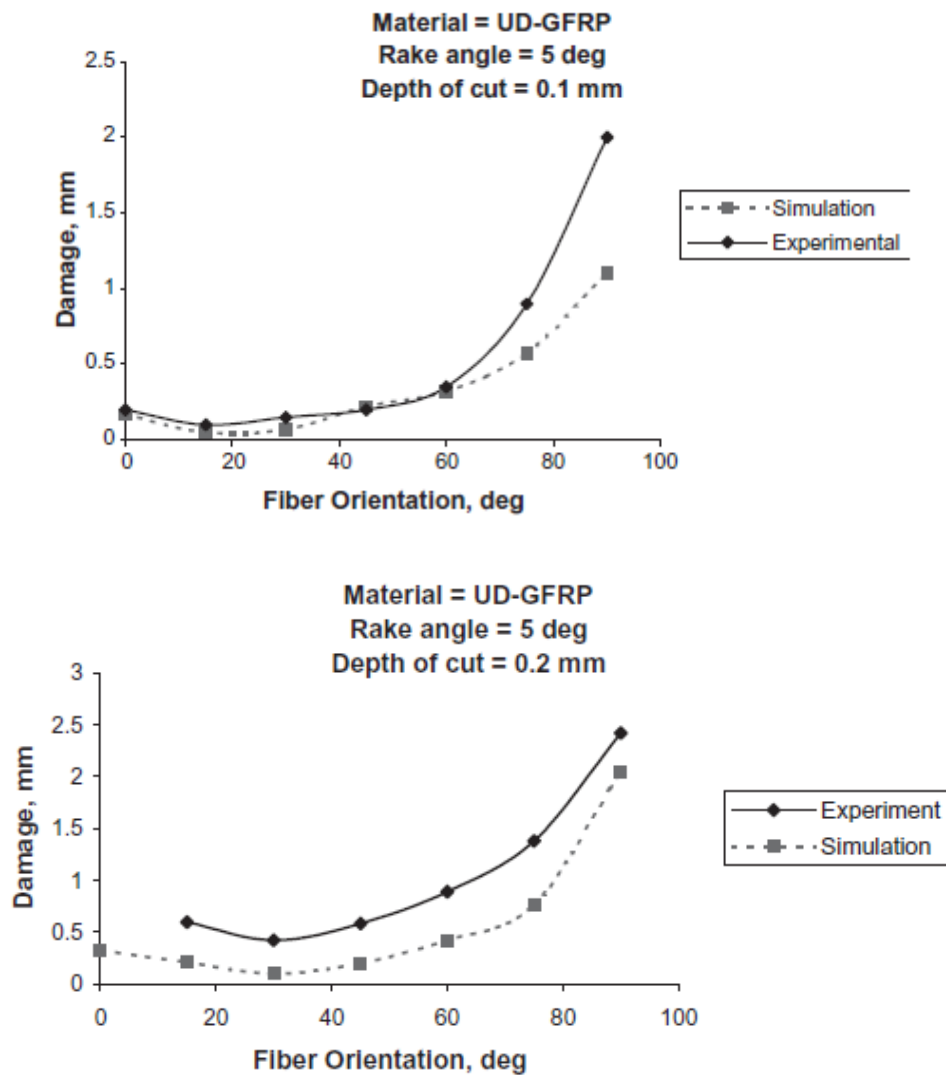 Material = UD-GFRP
Rake angle = 5 deg
Depth of cut = 0.1 mm
2.5
2
1.5
1
0.5
0
Damage, mm
0 20 40 60 80 100
Fiber Orientation, deg
Simulation
Experimental
Material = UD-GFRP
Rake angle = 5 deg
Depth of cut = 0.2 mm
3
2.5
2
1.5
1
0.5
0
Damage, mm
0 20 40 60 80 100
Fiber Orientation, deg
Experiment
Simulation